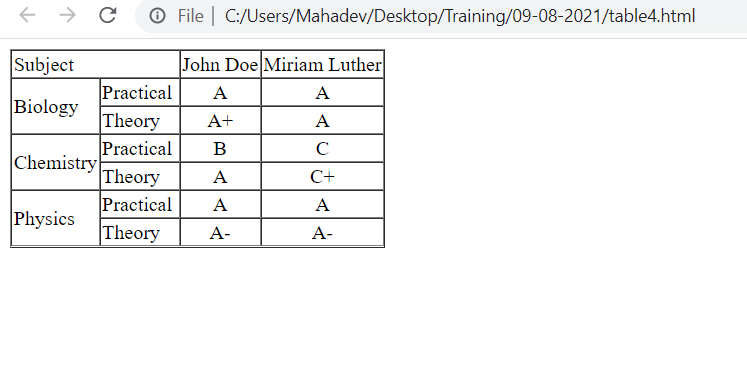 File | C:/Users/Mahadev/Desktop/Training/09-08-2021/table4.html
Subject John Doe Miriam Luther
Biology Practical A A
Theory A+ A
Chemistry Practical B C
Theory A C+
Physics Practical A A
Theory A- A-